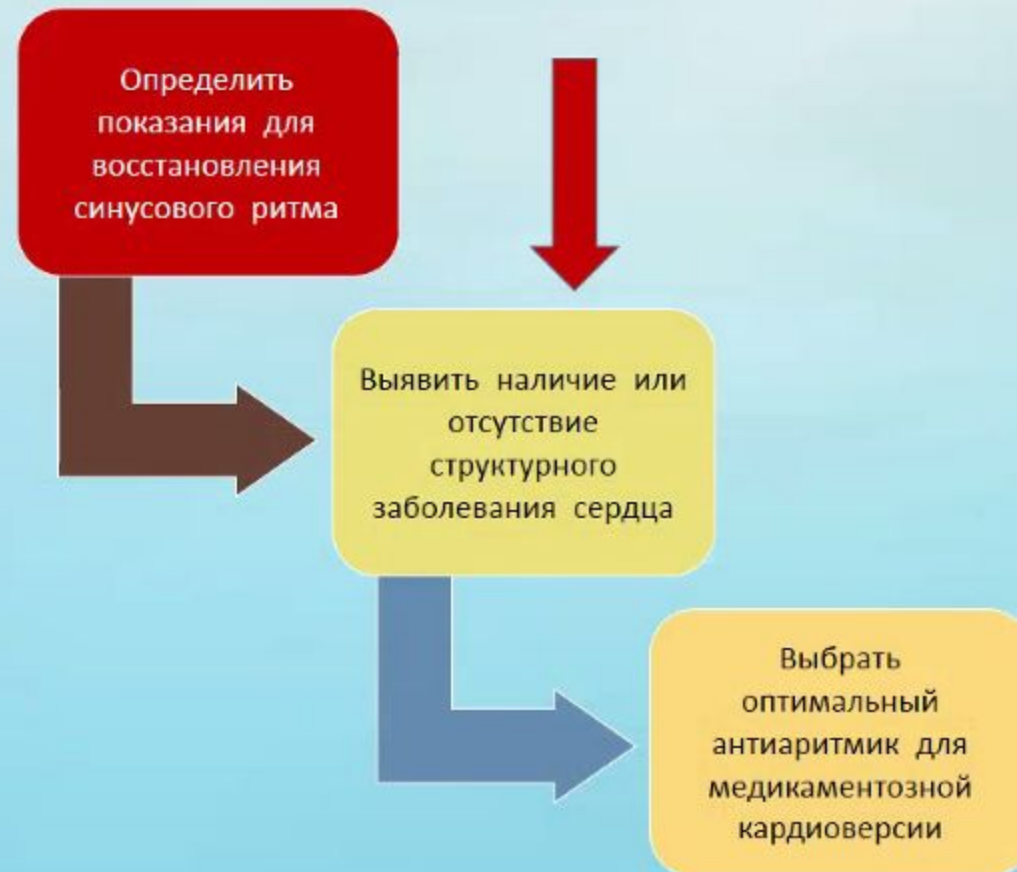 Определить
показания для
восстановления
синусового ритма
Выявить наличие или
отсутствие
структурного
заболевания сердца
Выбрать
оптимальный
антиаритмик для
медикаментозной
кардиоверсии